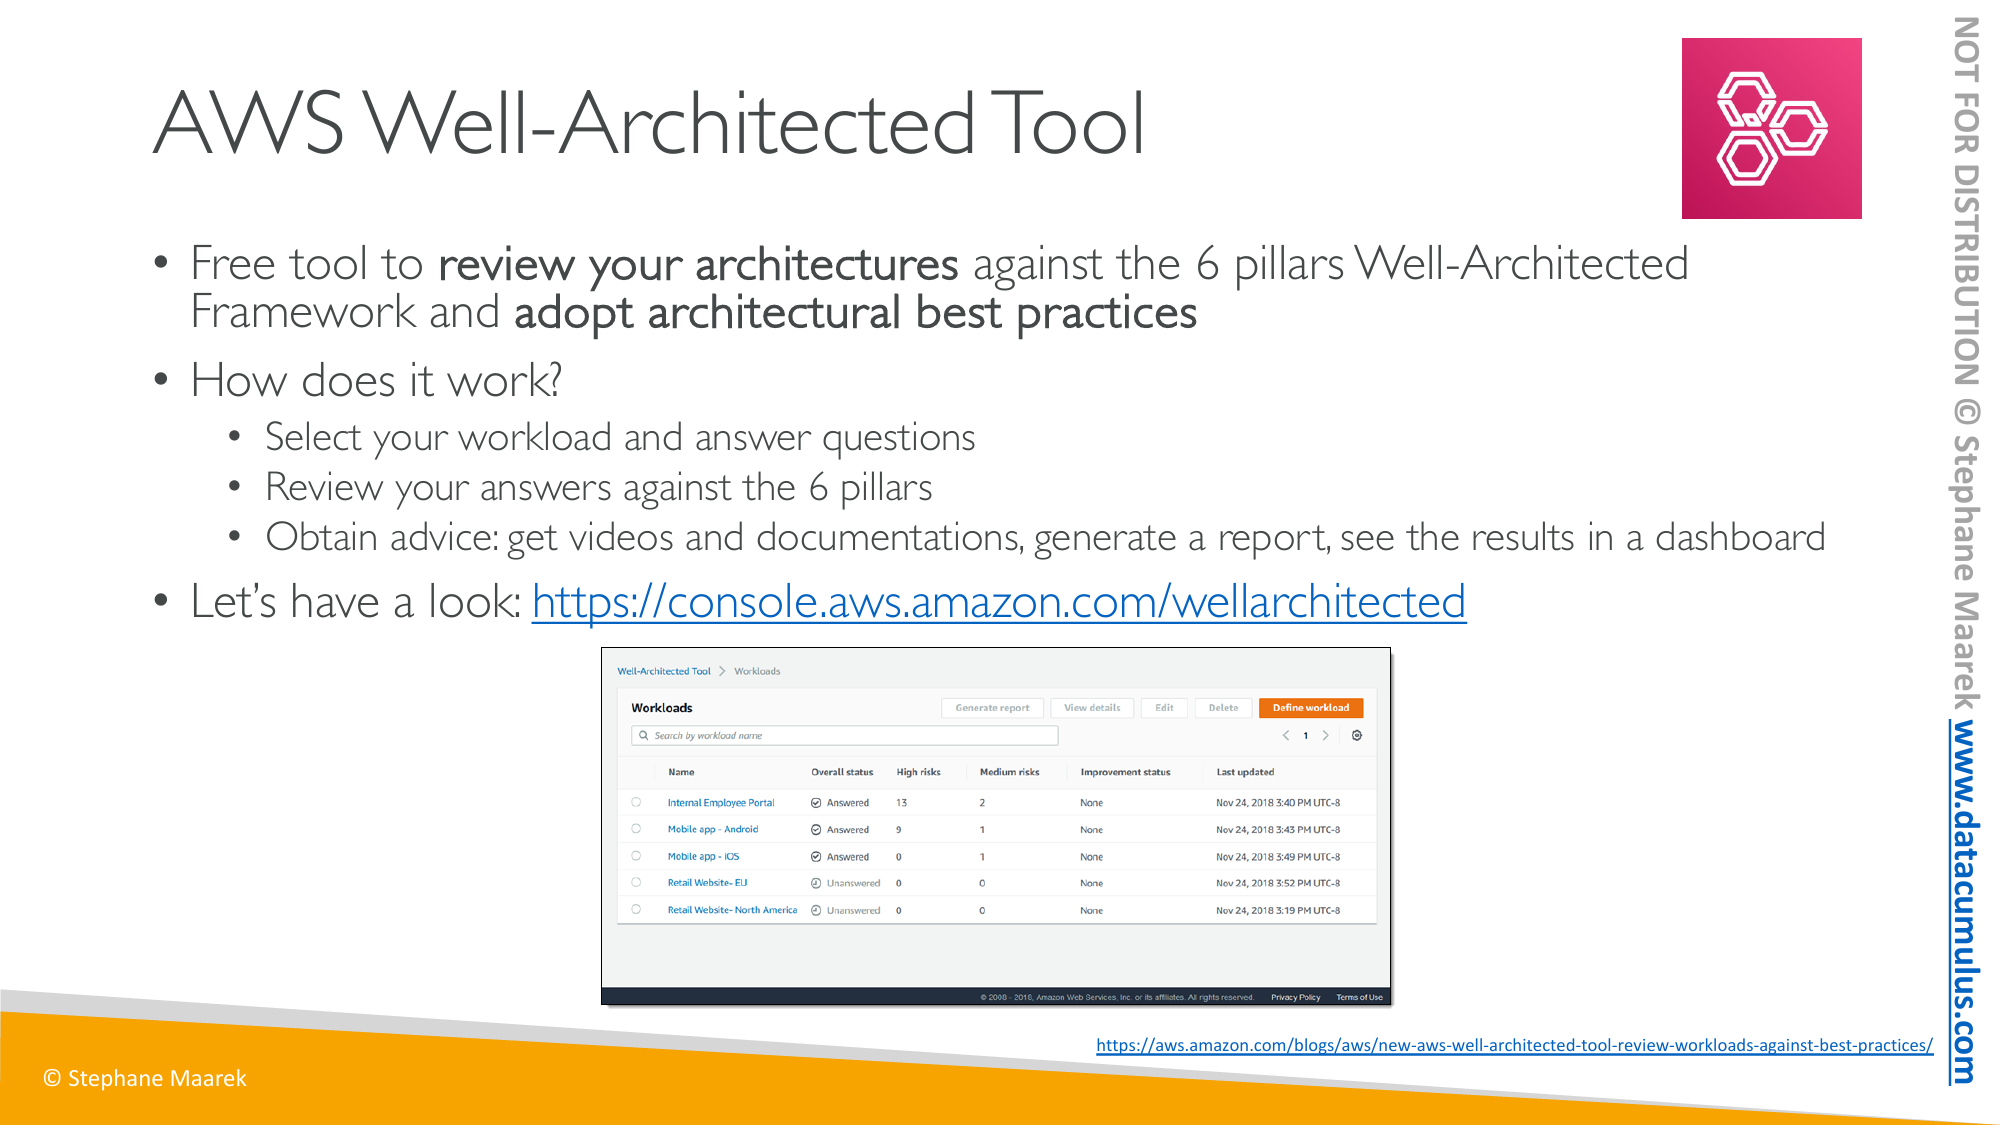 AWS Well-Architected Tool
• Free tool to review your architectures against the 6 pillars Well-Architected
Framework and adopt architectural best practices
• How does it work?
• Select your workload and answer questions
• Review your answers against the 6 pillars
• Obtain advice: get videos and documentations, generate a report, see the results in a dashboard
• Let's have a look: https://console.aws.amazon.com/wellarchitected
Well-Architected Tool > Workloads
Workloads Generate report View details Edit Delete Define workload
Search by workload name < 1 >
Name Overall status High risks Medium risks Improvement status Last updated
Internal Employee Portal Answered 13 2 None Nov 24, 2018 3:40 PM UTC-8
Mobile app - Android Answered 9 1 None Nov 24, 2018 3:43 PM UTC-8
Mobile app - iOS Answered 0 1 None Nov 24, 2018 3:49 PM UTC-8
Retail Website- EU Unanswered 0 0 None Nov 24, 2018 3:52 PM UTC-8
Retail Website- North America Unanswered 0 0 None Nov 24, 2018 3:19 PM UTC-8
© 2008 - 2018, Amazon Web Services, Inc. or its affiliates. All rights reserved. Privacy Policy Terms of Use
https://aws.amazon.com/blogs/aws/new-aws-well-architected-tool-review-workloads-against-best-practices/
© Stephane Maarek
NOT FOR DISTRIBUTION © Stephane Maarek www.datacumulus.com